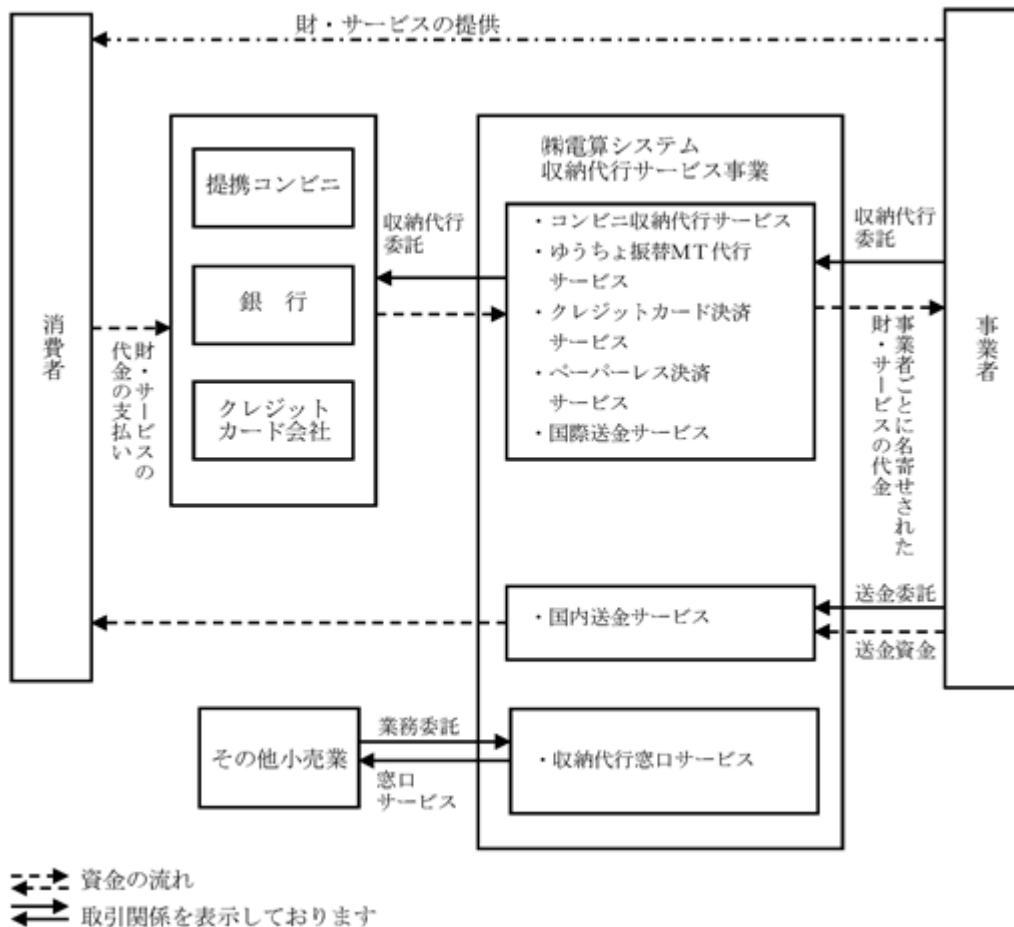 財・サービスの提供
消費者
財・サービスの
代金の支払い
提携コンビニ
銀　行
クレジット
カード会社
収納代行
委託
㈱電算システム
収納代行サービス事業
・コンビニ収納代行サービス
・ゆうちょ振替ＭＴ代行
サービス
・クレジットカード決済
サービス
・ペーパーレス決済
サービス
・国際送金サービス
収納代行
委託
事業者ごとに名寄せされた
財・サービスの代金
事業者
・国内送金サービス
送金委託
送金資金
その他小売業
業務委託
窓口
サービス
・収納代行窓口サービス
資金の流れ
取引関係を表示しております